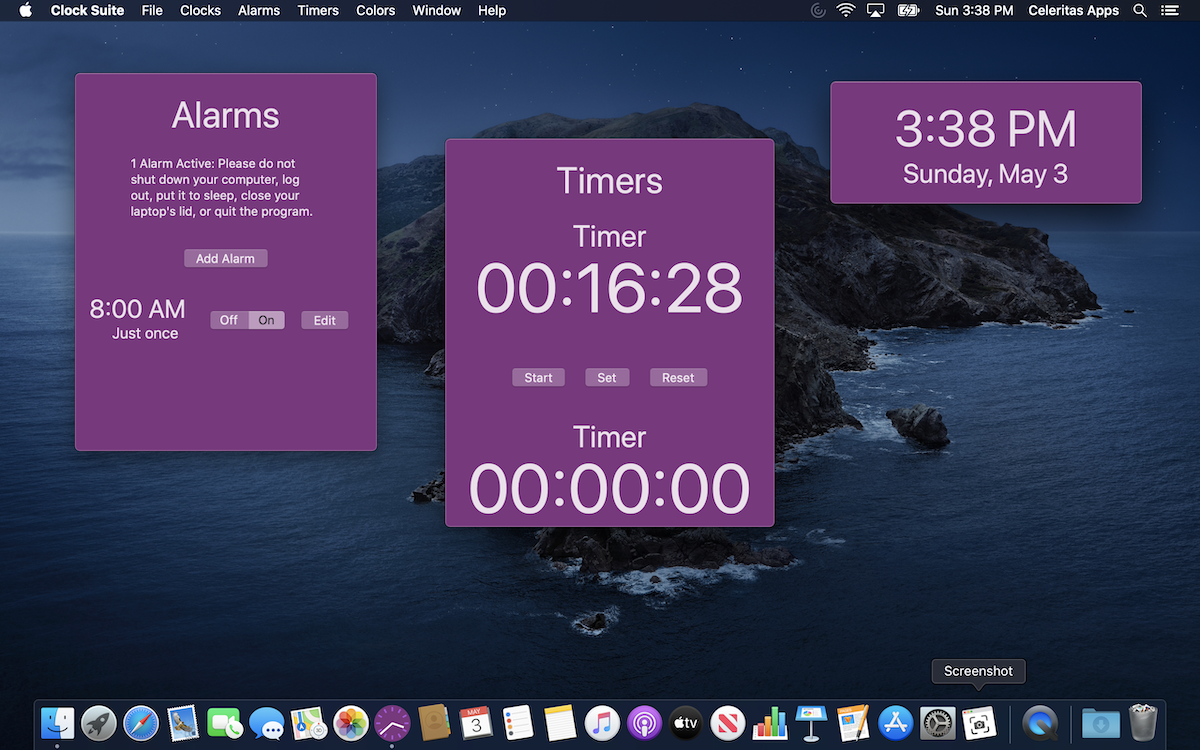 Clock Suite File Clocks Alarms Timers Colors Window Help Sun 3:38 PM Celeritas Apps
Alarms
1 Alarm Active: Please do not
shut down your computer, log
out, put it to sleep, close your
laptop's lid, or quit the program.
Add Alarm
8:00 AM
Just once
Off On Edit
Timers
Timer
00:16:28
Start Set Reset
Timer
00:00:00
3:38 PM
Sunday, May 3
Screenshot
MAY
3
tv